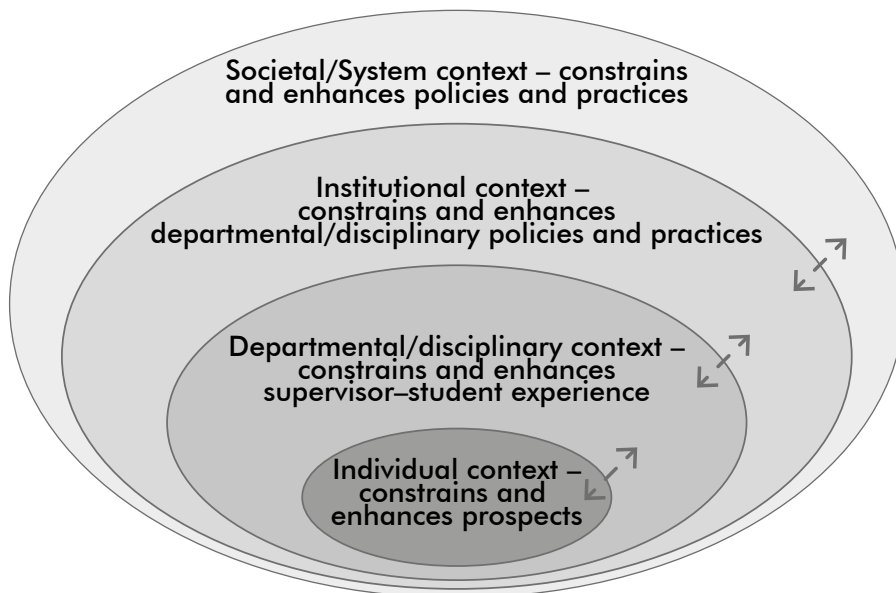 Societal/System context – constrains
and enhances policies and practices
Institutional context –
constrains and enhances
departmental/disciplinary policies and practices
Departmental/disciplinary context –
constrains and enhances
supervisor–student experience
Individual context –
constrains and
enhances prospects